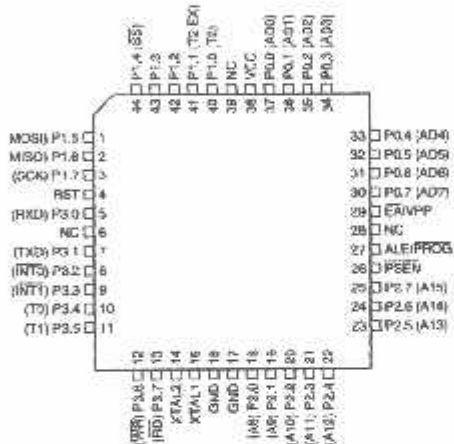 P1.4 (SS)
P1.3
P1.2
P1.1 (T2 EX)
P1.0 (T2)
NC
VCC
P0.0 (AD0)
P0.1 (AD1)
P0.2 (AD2)
P0.3 (AD3)
44 43 42 41 40 39 38 37 36 35 34
(MOSI) P1.5 1
(MISO) P1.6 2
(SCK) P1.7 3
RST 4
(RXD) P3.0 5
NC 6
(TXD) P3.1 7
(INT0) P3.2 8
(INT1) P3.3 9
(T0) P3.4 10
(T1) P3.5 11
33 P0.4 (AD4)
32 P0.5 (AD5)
31 P0.6 (AD6)
30 P0.7 (AD7)
29 EA/VPP
28 NC
27 ALE/PROG
26 PSEN
25 P2.7 (A15)
24 P2.6 (A14)
23 P2.5 (A13)
12 13 14 15 16 17 18 19 20 21 22
(WR) P3.6
(RD) P3.7
XTAL2
XTAL1
GND
GND
(A8) P2.0
(A9) P2.1
(A10) P2.2
(A11) P2.3
(A12) P2.4